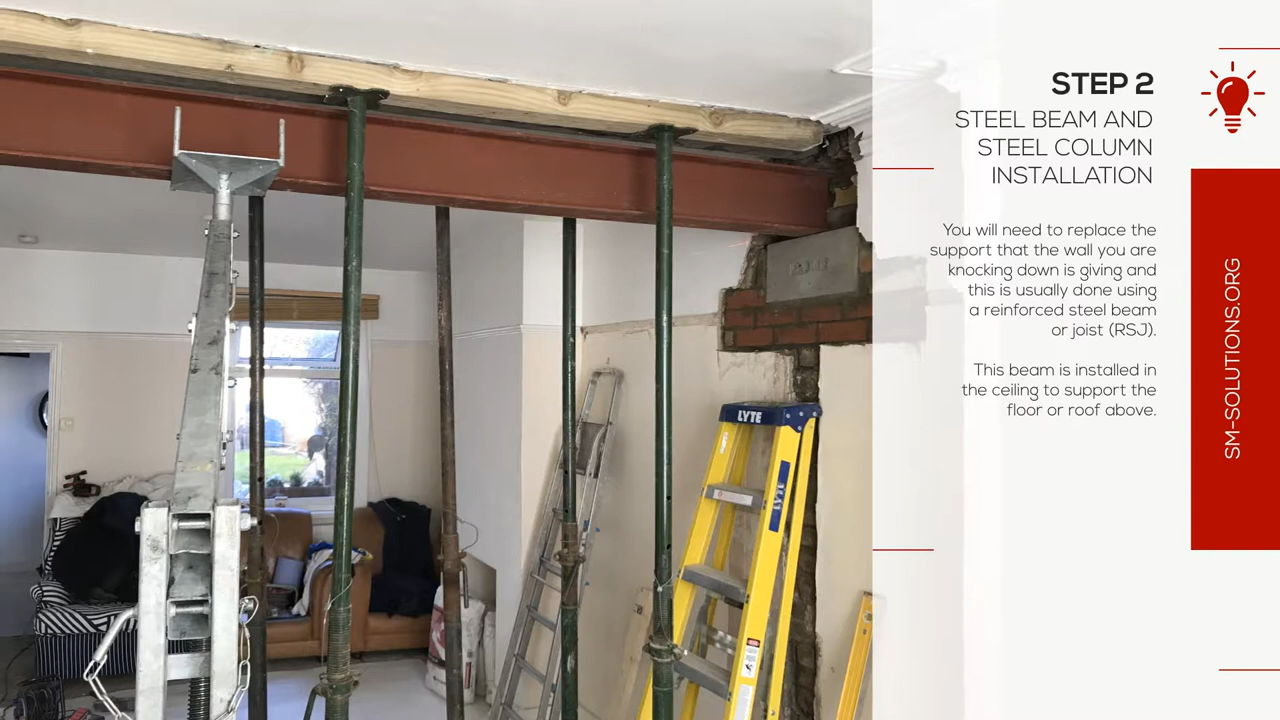 STEP 2
STEEL BEAM AND
STEEL COLUMN
INSTALLATION
You will need to replace the
support that the wall you are
knocking down is giving and
this is usually done using
a reinforced steel beam
or joist (RSJ).
This beam is installed in
the ceiling to support the
floor or roof above.
SM-SOLUTIONS.ORG
LYTE
LYTE